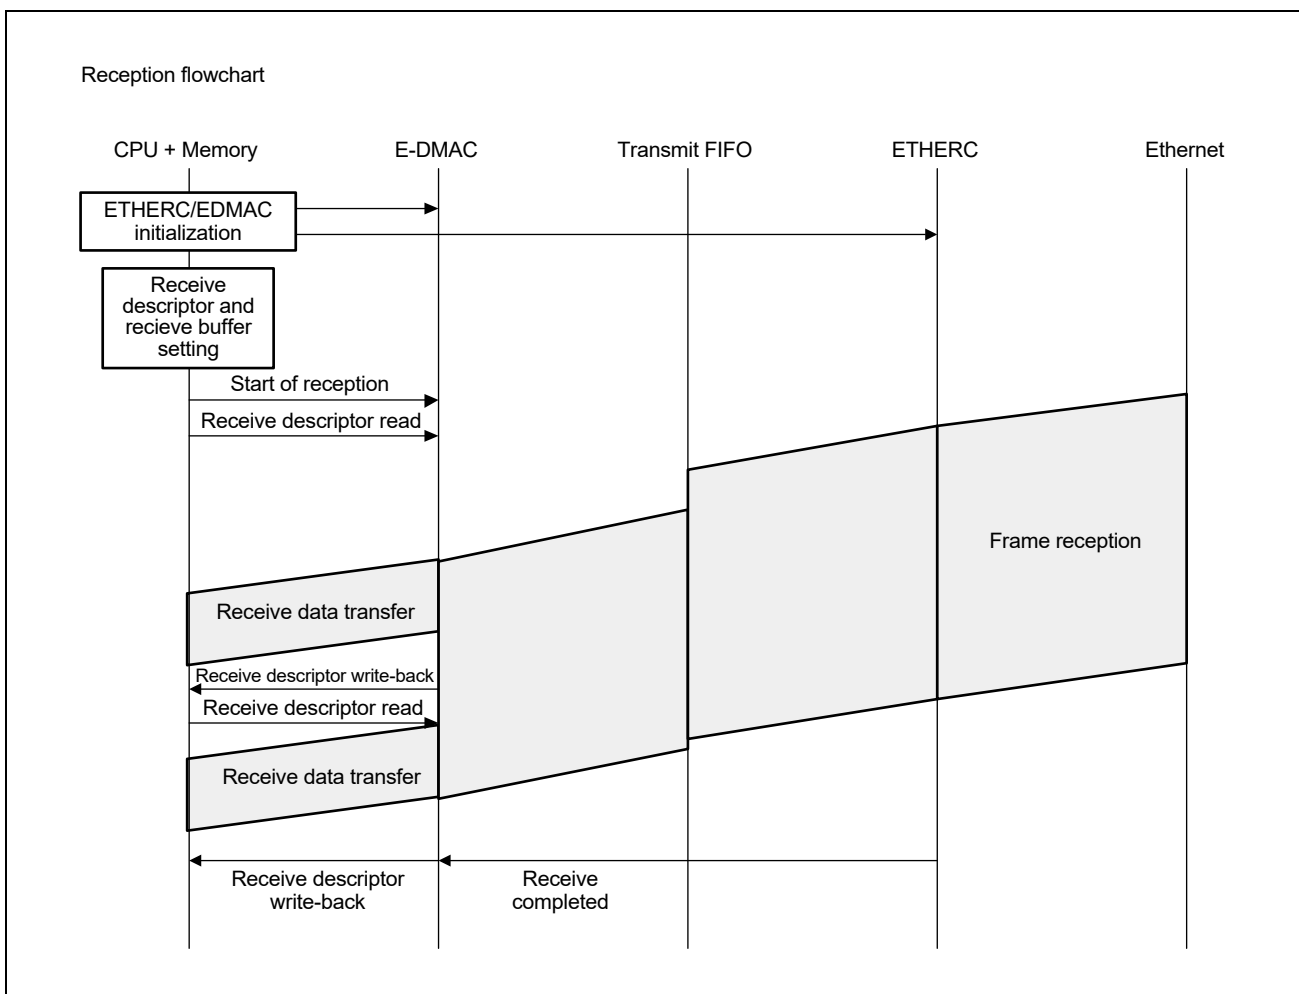 Reception flowchart
CPU + Memory
E-DMAC
Transmit FIFO
ETHERC
Ethernet
ETHERC/EDMAC
initialization
Receive
descriptor and
recieve buffer
setting
Start of reception
Receive descriptor read
Frame reception
Receive data transfer
Receive descriptor write-back
Receive descriptor read
Receive data transfer
Receive descriptor
write-back
Receive
completed